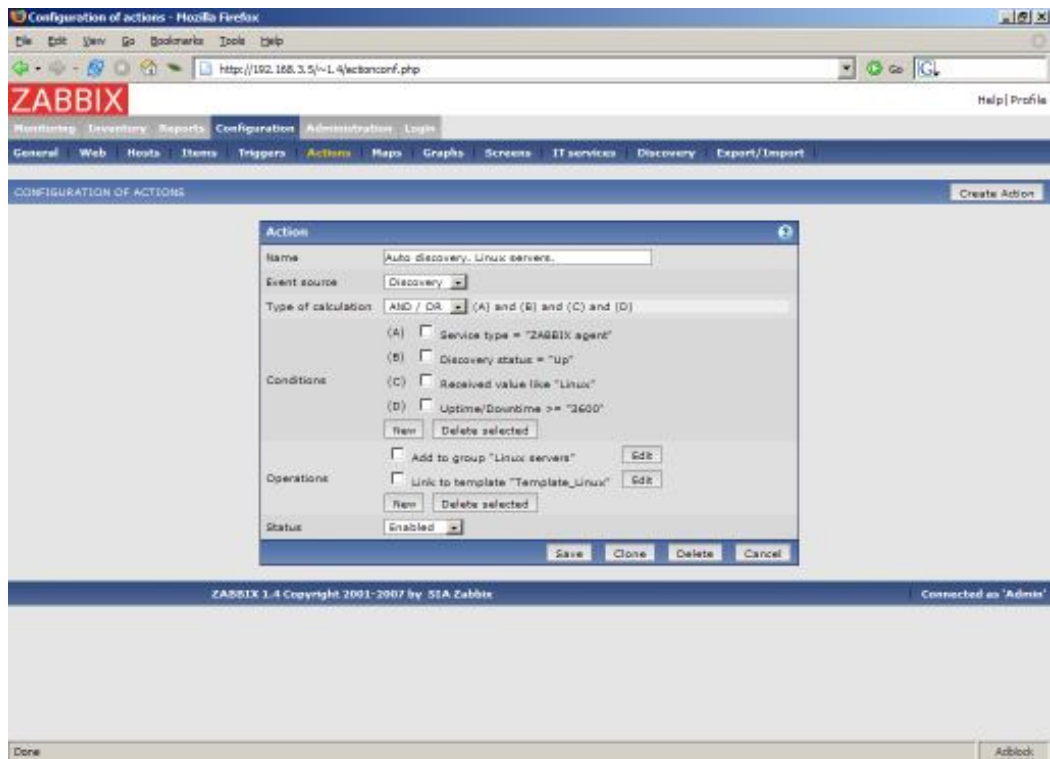 Configuration of actions - Mozilla Firefox
File Edit View Go Bookmarks Tools Help
http://192.168.3.5/~1.4/actionconf.php Go
ZABBIX Help | Profile
Monitoring Inventory Reports Configuration Administration Login
General Web Hosts Items Triggers Actions Maps Graphs Screens IT services Discovery Export/Import
CONFIGURATION OF ACTIONS Create Action
Action
Name Auto discovery. Linux servers.
Event source Discovery
Type of calculation AND / OR (A) and (B) and (C) and (D)
(A) Service type = "ZABBIX agent"
(B) Discovery status = "Up"
Conditions (C) Received value like "Linux"
(D) Uptime/Downtime >= "3600"
New Delete selected
Add to group "Linux servers" Edit
Operations Link to template "Template_Linux" Edit
New Delete selected
Status Enabled
Save Clone Delete Cancel
ZABBIX 1.4 Copyright 2001-2007 by SIA Zabbix Connected as 'Admin'
Done Adblock